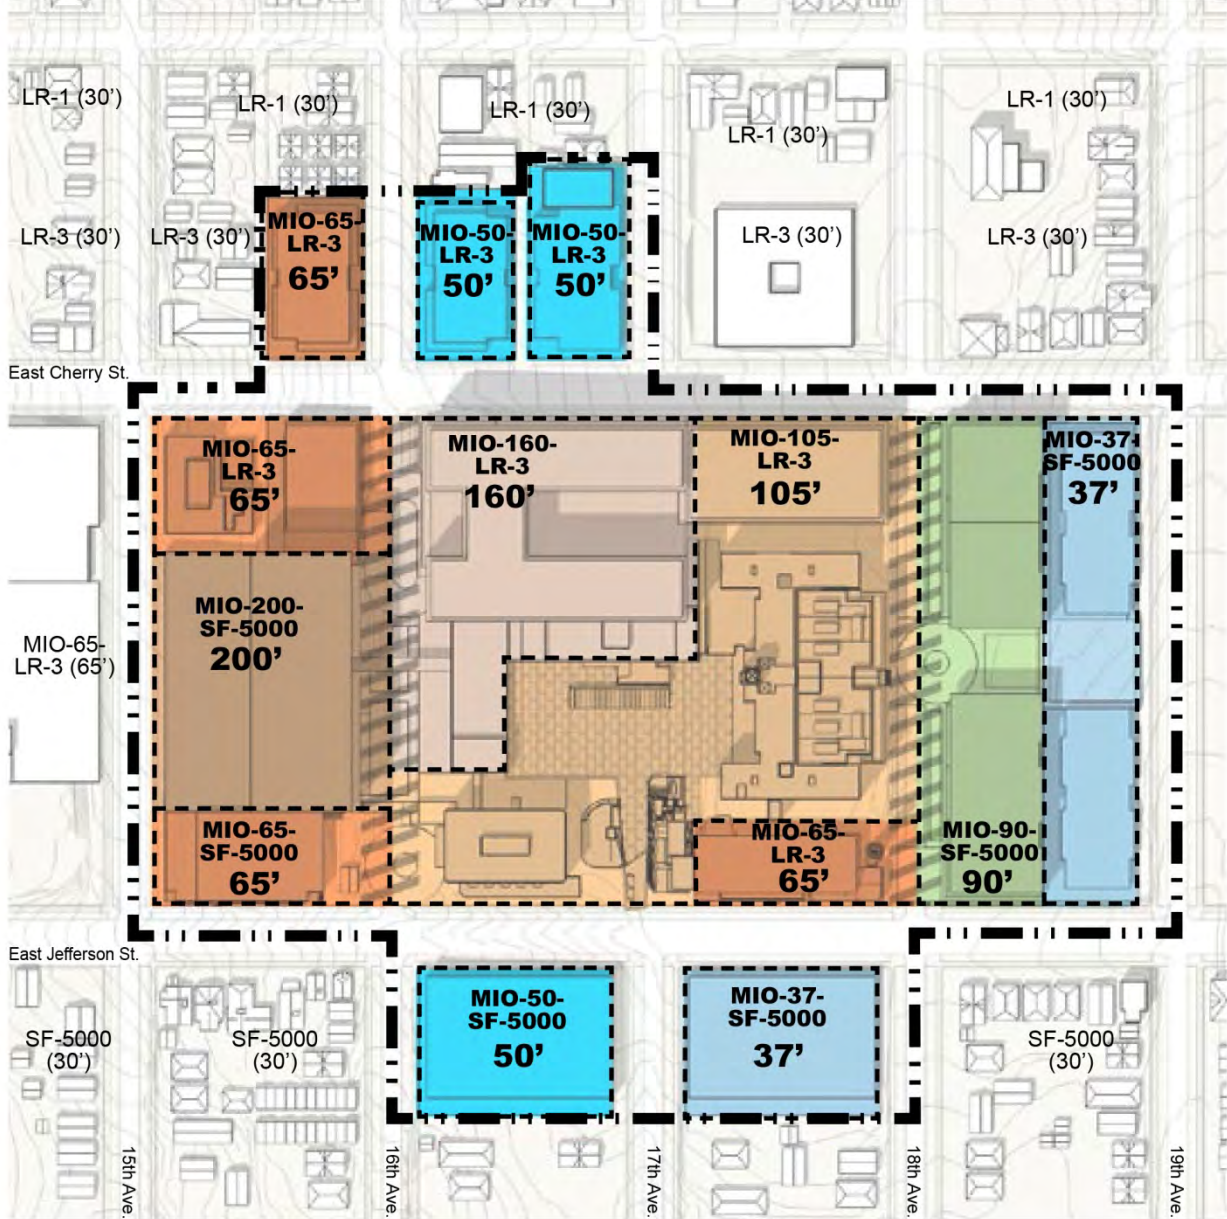 LR-1 (30’)
LR-1 (30’)
LR-1 (30’)
LR-1 (30’)
LR-1 (30’)
LR-3 (30’)
LR-3 (30’)
MIO-65-
LR-3
65’
MIO-50-
LR-3
50’
MIO-50-
LR-3
50’
LR-3 (30’)
LR-3 (30’)
East Cherry St.
MIO-65-
LR-3
65’
MIO-160-
LR-3
160’
MIO-105-
LR-3
105’
MIO-37-
SF-5000
37’
MIO-65-
LR-3 (65’)
MIO-200-
SF-5000
200’
MIO-65-
SF-5000
65’
MIO-65-
LR-3
65’
MIO-90-
SF-5000
90’
East Jefferson St.
SF-5000
(30’)
SF-5000
(30’)
MIO-50-
SF-5000
50’
MIO-37-
SF-5000
37’
SF-5000
(30’)
15th Ave.
16th Ave.
17th Ave.
18th Ave.
19th Ave.